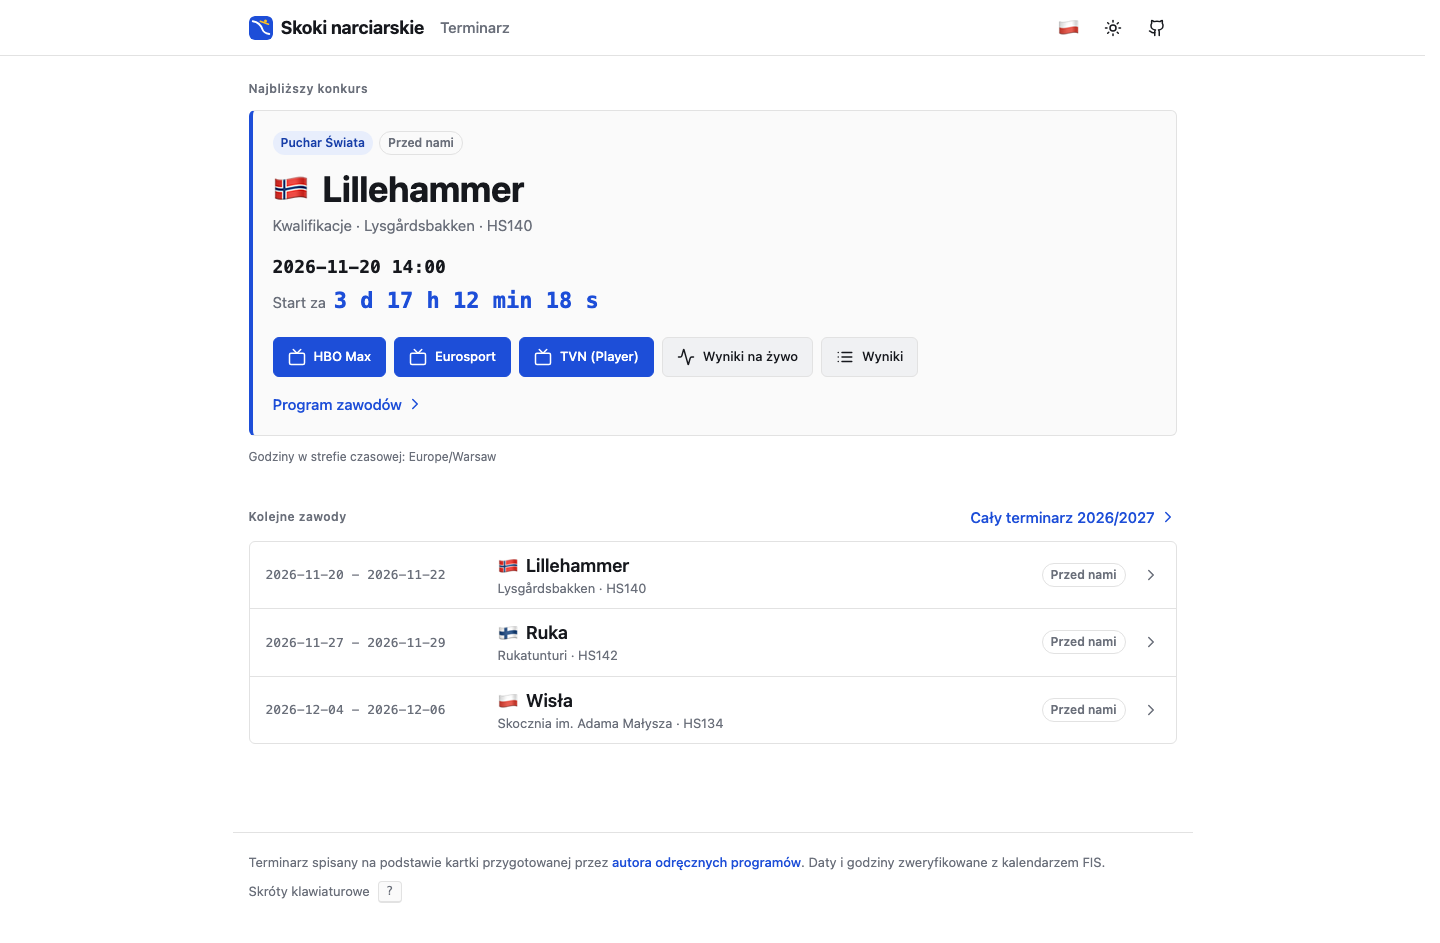 Skoki narciarskie Terminarz
Najbliższy konkurs
Puchar Świata Przed nami
Lillehammer
Kwalifikacje · Lysgårdsbakken · HS140
2026-11-20 14:00
Start za 3 d 17 h 12 min 18 s
HBO Max Eurosport TVN (Player) Wyniki na żywo Wyniki
Program zawodów
Godziny w strefie czasowej: Europe/Warsaw
Kolejne zawody Cały terminarz 2026/2027
2026-11-20 – 2026-11-22 Lillehammer Przed nami
Lysgårdsbakken · HS140
2026-11-27 – 2026-11-29 Ruka Przed nami
Rukatunturi · HS142
2026-12-04 – 2026-12-06 Wisła Przed nami
Skocznia im. Adama Małysza · HS134
Terminarz spisany na podstawie kartki przygotowanej przez autora odręcznych programów. Daty i godziny zweryfikowane z kalendarzem FIS.
Skróty klawiaturowe ?